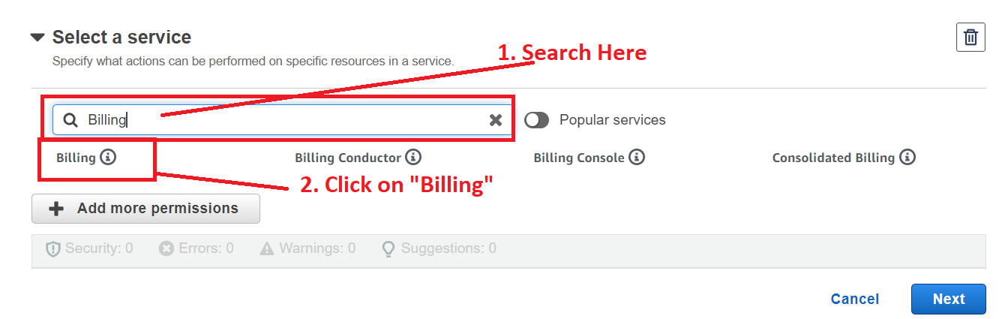 Select a service
Specify what actions can be performed on specific resources in a service.
1. Search Here
Billing
Popular services
Billing
Billing Conductor
Billing Console
Consolidated Billing
2. Click on "Billing"
Add more permissions
Security: 0
Errors: 0
Warnings: 0
Suggestions: 0
Cancel
Next